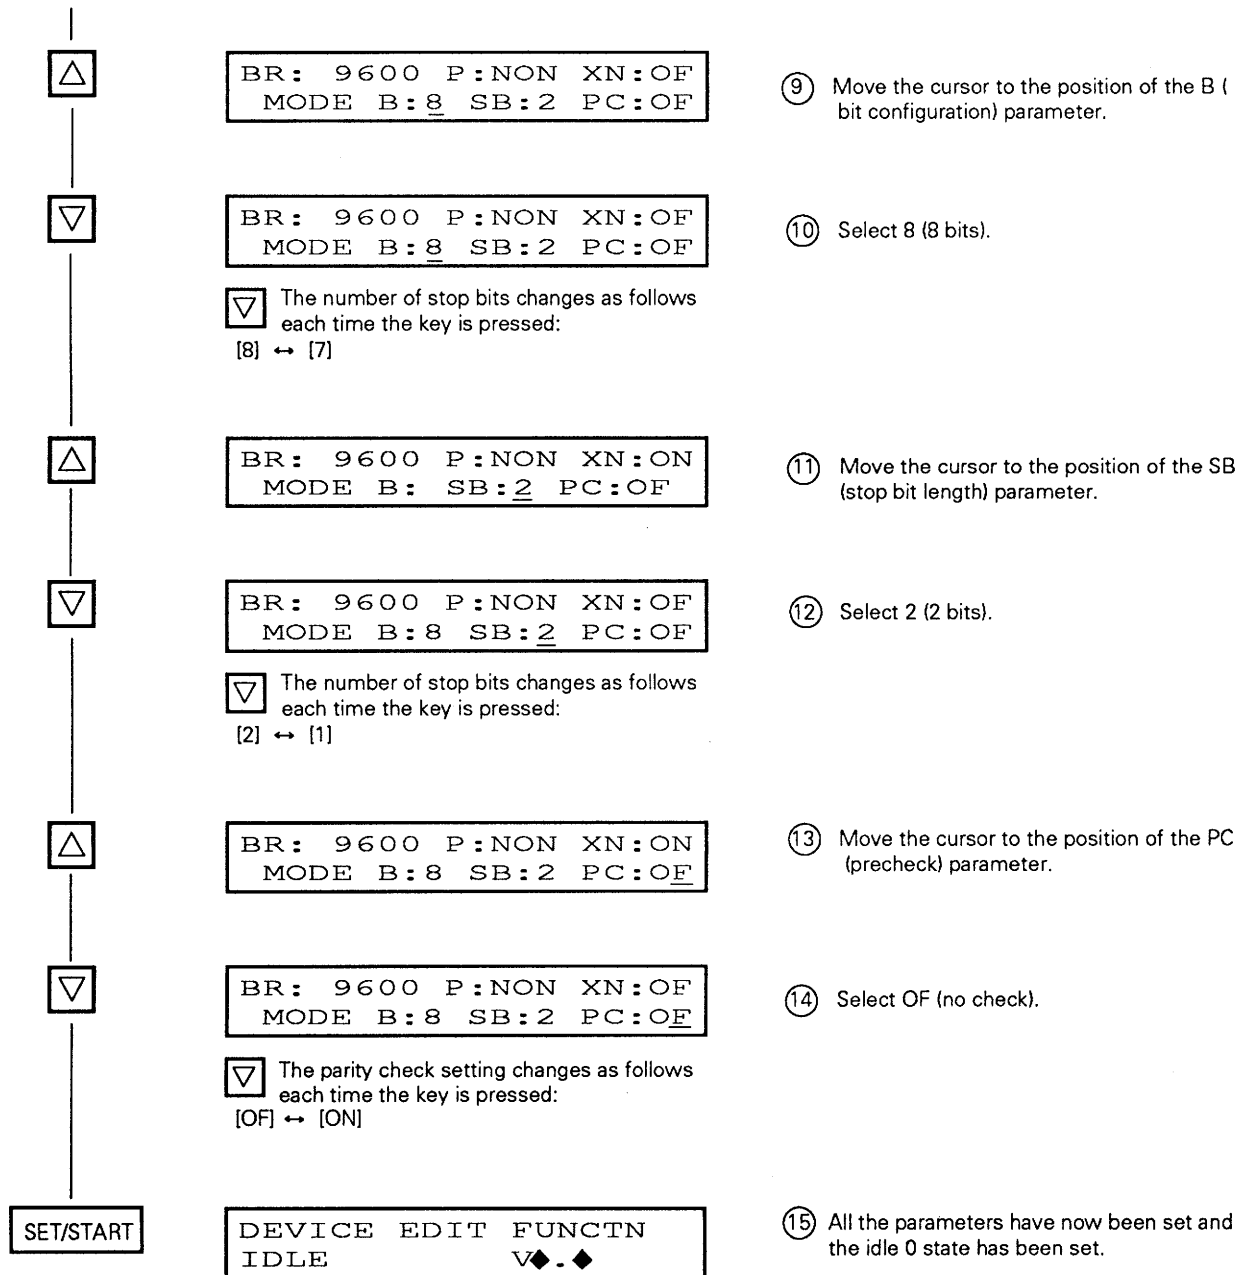 BR: 9600 P:NON XN:OF
MODE B:8 SB:2 PC:OF
⑨ Move the cursor to the position of the B (
bit configuration) parameter.
BR: 9600 P:NON XN:OF
MODE B:8 SB:2 PC:OF
⑩ Select 8 (8 bits).
▽ The number of stop bits changes as follows
each time the key is pressed:
[8] ↔ [7]
BR: 9600 P:NON XN:ON
MODE B: SB:2 PC:OF
⑪ Move the cursor to the position of the SB
(stop bit length) parameter.
BR: 9600 P:NON XN:OF
MODE B:8 SB:2 PC:OF
⑫ Select 2 (2 bits).
▽ The number of stop bits changes as follows
each time the key is pressed:
[2] ↔ [1]
BR: 9600 P:NON XN:ON
MODE B:8 SB:2 PC:OF
⑬ Move the cursor to the position of the PC
(precheck) parameter.
BR: 9600 P:NON XN:OF
MODE B:8 SB:2 PC:OF
⑭ Select OF (no check).
▽ The parity check setting changes as follows
each time the key is pressed:
[OF] ↔ [ON]
SET/START
DEVICE EDIT FUNCTN
IDLE V◆.◆
⑮ All the parameters have now been set and
the idle 0 state has been set.